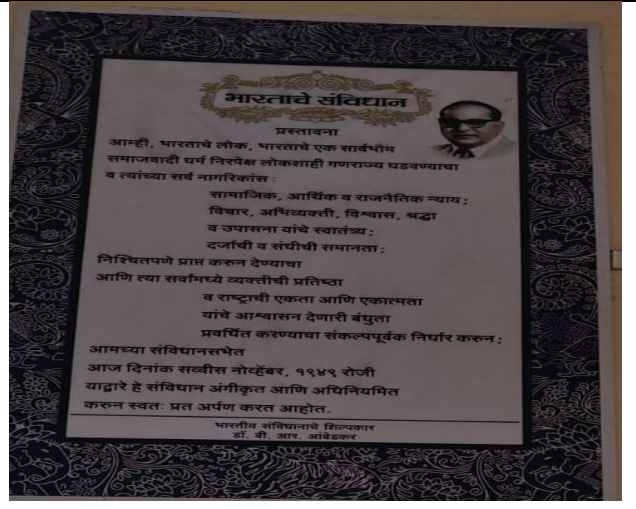 भारताचे संविधान
प्रस्तावना
आम्ही, भारताचे लोक, भारताचे एक सार्वभौम
समाजवादी धर्म निरपेक्ष लोकशाही गणराज्य घडवण्याचा
व त्यांच्या सर्व नागरिकांस :
सामाजिक, आर्थिक व राजनैतिक न्याय;
विचार, अभिव्यक्ती, विश्वास, श्रद्धा
व उपासना यांचे स्वातंत्र्य;
दर्जाची व संधीची समानता;
निश्चितपणे प्राप्त करुन देण्याचा
आणि त्या सर्वांमध्ये व्यक्तीची प्रतिष्ठा
व राष्ट्राची एकता आणि एकात्मता
यांचे आश्वासन देणारी बंधुता
प्रवर्धित करण्याचा संकल्पपूर्वक निर्धार करुन;
आमच्या संविधानसभेत
आज दिनांक सव्वीस नोव्हेंबर, १९४९ रोजी
याद्वारे हे संविधान अंगीकृत आणि अधिनियमित
करुन स्वतः प्रत अर्पण करत आहोत.
भारतीय संविधानाचे शिल्पकार
डॉ. बी. आर. आंबेडकर